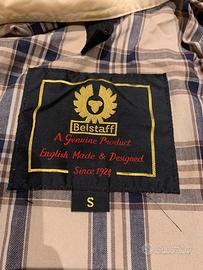 Belstaff
A Genuine Product
English Made & Designed
Since 1924
S